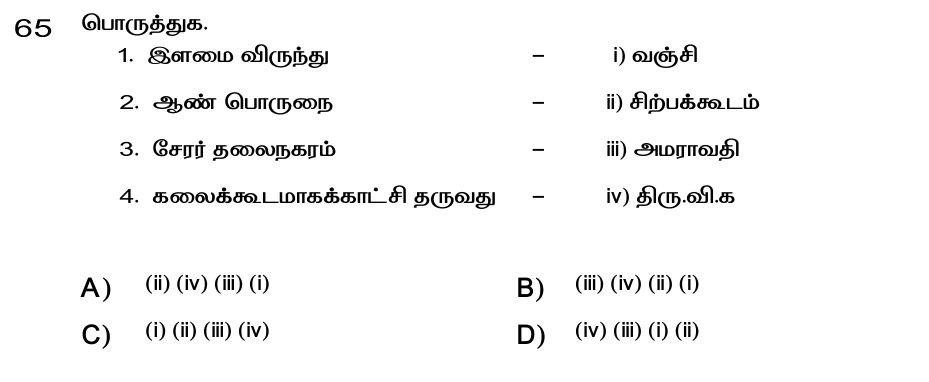 65 பொருத்துக.
1. இளமை விருந்து – i) வஞ்சி
2. ஆண் பொருநை – ii) சிற்பக்கூடம்
3. சேரர் தலைநகரம் – iii) அமராவதி
4. கலைக்கூடமாகக்காட்சி தருவது – iv) திரு.வி.க
A) (ii) (iv) (iii) (i) B) (iii) (iv) (ii) (i)
C) (i) (ii) (iii) (iv) D) (iv) (iii) (i) (ii)